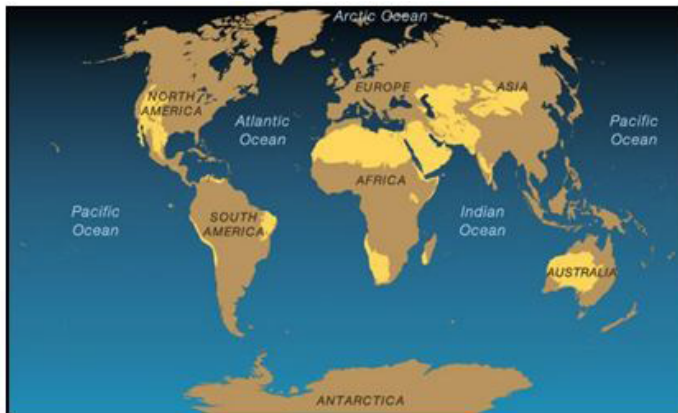 Arctic Ocean
NORTH
AMERICA
EUROPE
ASIA
Atlantic
Ocean
Pacific
Ocean
AFRICA
Pacific
Ocean
SOUTH
AMERICA
Indian
Ocean
AUSTRALIA
ANTARCTICA